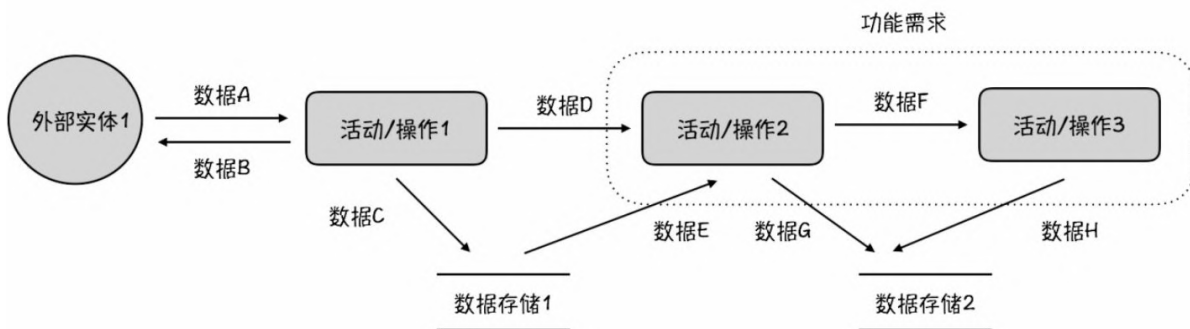 功能需求
数据A
数据D
数据F
外部实体1
活动/操作1
活动/操作2
活动/操作3
数据B
数据C
数据E
数据G
数据H
数据存储1
数据存储2